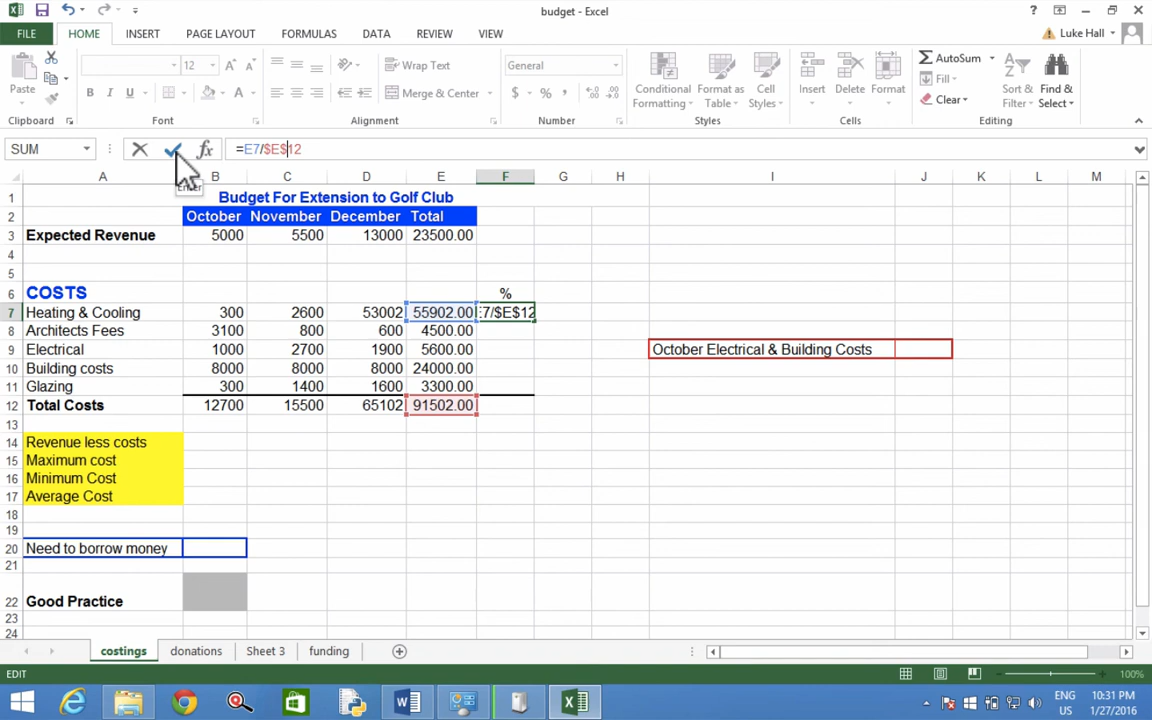 budget - Excel
FILE HOME INSERT PAGE LAYOUT FORMULAS DATA REVIEW VIEW Luke Hall
Paste
Clipboard
12
B I U A
Font
Wrap Text
Merge & Center
Alignment
General
$ % ,
Number
Conditional Formatting
Format as Table
Cell Styles
Styles
Insert Delete Format
Cells
AutoSum
Fill
Clear
Sort & Filter
Find & Select
Editing
SUM fx =E7/$E$12
Enter
A B C D E F G H I J K L M
1 Budget For Extension to Golf Club
2 October November December Total
3 Expected Revenue 5000 5500 13000 23500.00
4
5
6 COSTS %
7 Heating & Cooling 300 2600 53002 55902.00 E7/$E$12
8 Architects Fees 3100 800 600 4500.00
9 Electrical 1000 2700 1900 5600.00 October Electrical & Building Costs
10 Building costs 8000 8000 8000 24000.00
11 Glazing 300 1400 1600 3300.00
12 Total Costs 12700 15500 65102 91502.00
13
14 Revenue less costs
15 Maximum cost
16 Minimum Cost
17 Average Cost
18
19
20 Need to borrow money
21
22 Good Practice
23
24
costings donations Sheet 3 funding
EDIT 100%
ENG 10:31 PM
US 1/27/2016